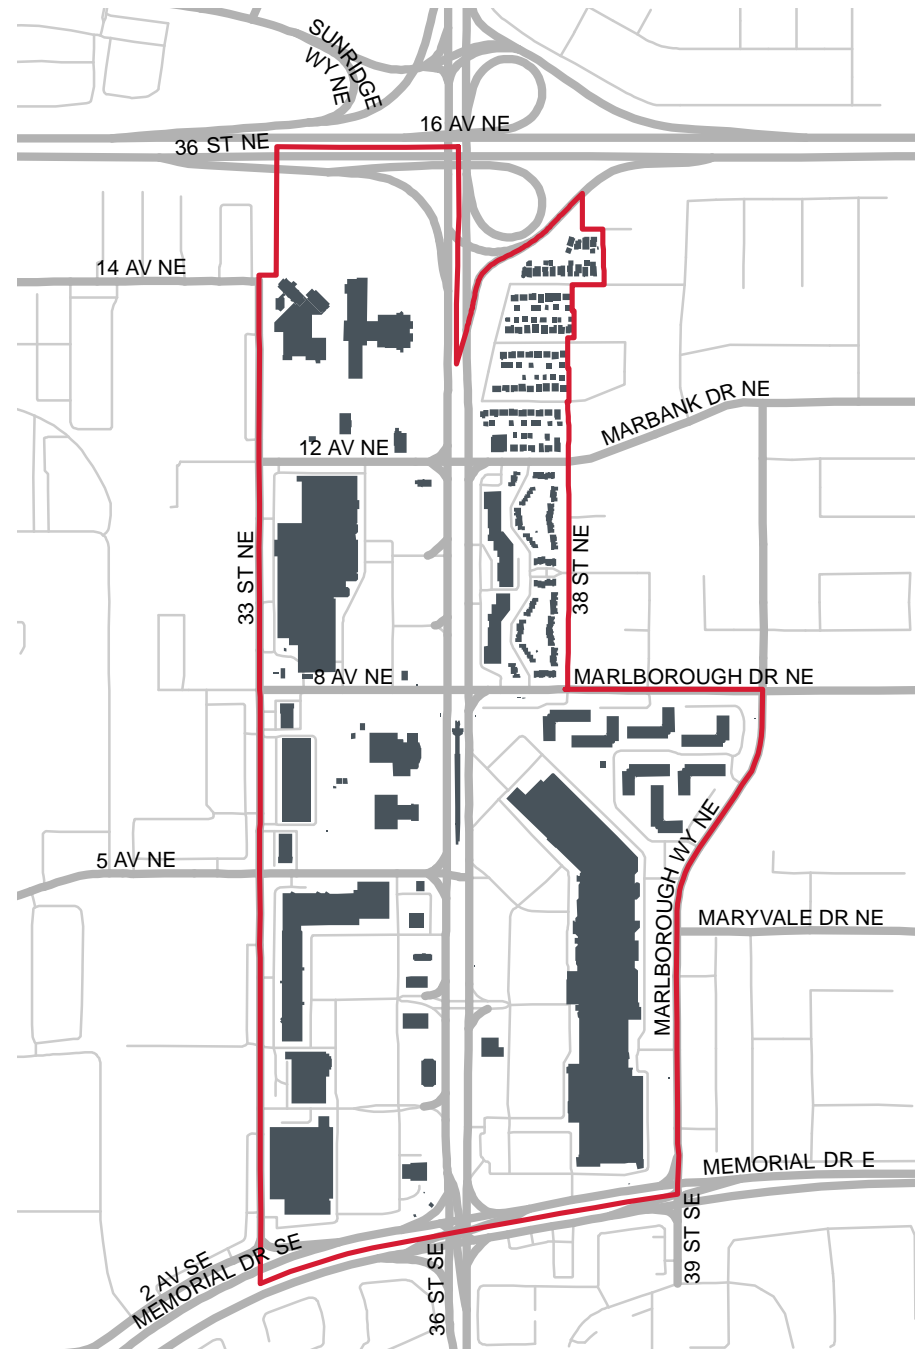 SUNRIDGE
WY NE
16 AV NE
36 ST NE
14 AV NE
MARBANK DR NE
12 AV NE
33 ST NE
38 ST NE
8 AV NE
MARLBOROUGH DR NE
MARLBOROUGH WY NE
5 AV NE
MARYVALE DR NE
MEMORIAL DR E
2 AV SE
MEMORIAL DR SE
36 ST SE
39 ST SE